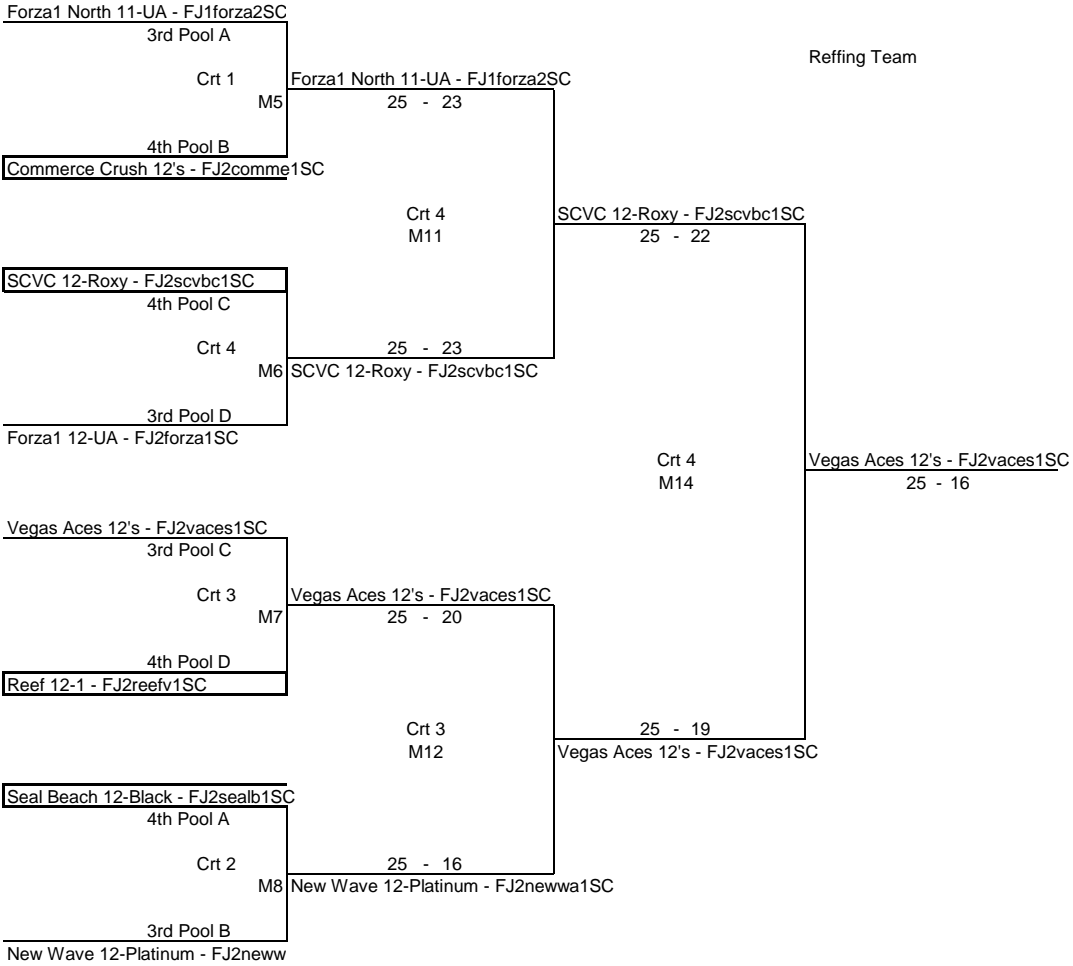 Forza1 North 11-UA - FJ1forza2SC
3rd Pool A
Reffing Team
Crt 1
Forza1 North 11-UA - FJ1forza2SC
M5
25 - 23
4th Pool B
Commerce Crush 12's - FJ2comme1SC
Crt 4
SCVC 12-Roxy - FJ2scvbc1SC
M11
25 - 22
SCVC 12-Roxy - FJ2scvbc1SC
4th Pool C
Crt 4
25 - 23
M6
SCVC 12-Roxy - FJ2scvbc1SC
3rd Pool D
Forza1 12-UA - FJ2forza1SC
Crt 4
Vegas Aces 12's - FJ2vaces1SC
M14
25 - 16
Vegas Aces 12's - FJ2vaces1SC
3rd Pool C
Crt 3
Vegas Aces 12's - FJ2vaces1SC
M7
25 - 20
4th Pool D
Reef 12-1 - FJ2reefv1SC
Crt 3
25 - 19
M12
Vegas Aces 12's - FJ2vaces1SC
Seal Beach 12-Black - FJ2sealb1SC
4th Pool A
Crt 2
25 - 16
M8
New Wave 12-Platinum - FJ2newwa1SC
3rd Pool B
New Wave 12-Platinum - FJ2neww